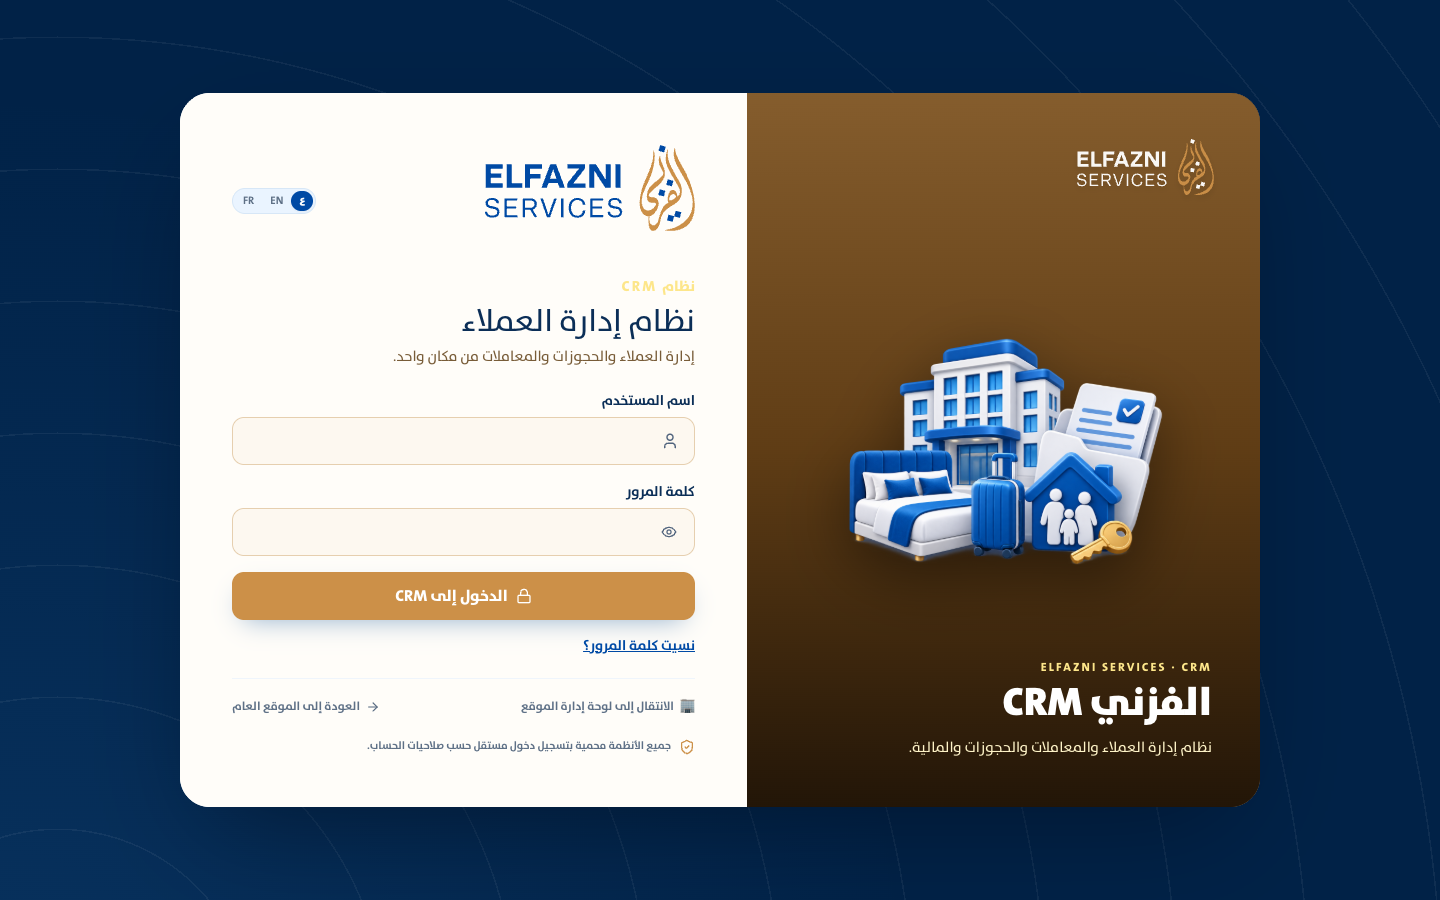 ELFAZNI
SERVICES
ELFAZNI SERVICES · CRM
الفزني CRM
نظام إدارة العملاء والمعاملات والحجوزات والمالية.
ELFAZNI
SERVICES
ع EN FR
نظام CRM
نظام إدارة العملاء
إدارة العملاء والحجوزات والمعاملات من مكان واحد.
اسم المستخدم
كلمة المرور
الدخول إلى CRM
نسيت كلمة المرور؟
الانتقال إلى لوحة إدارة الموقع
العودة إلى الموقع العام
جميع الأنظمة محمية بتسجيل دخول مستقل حسب صلاحيات الحساب.